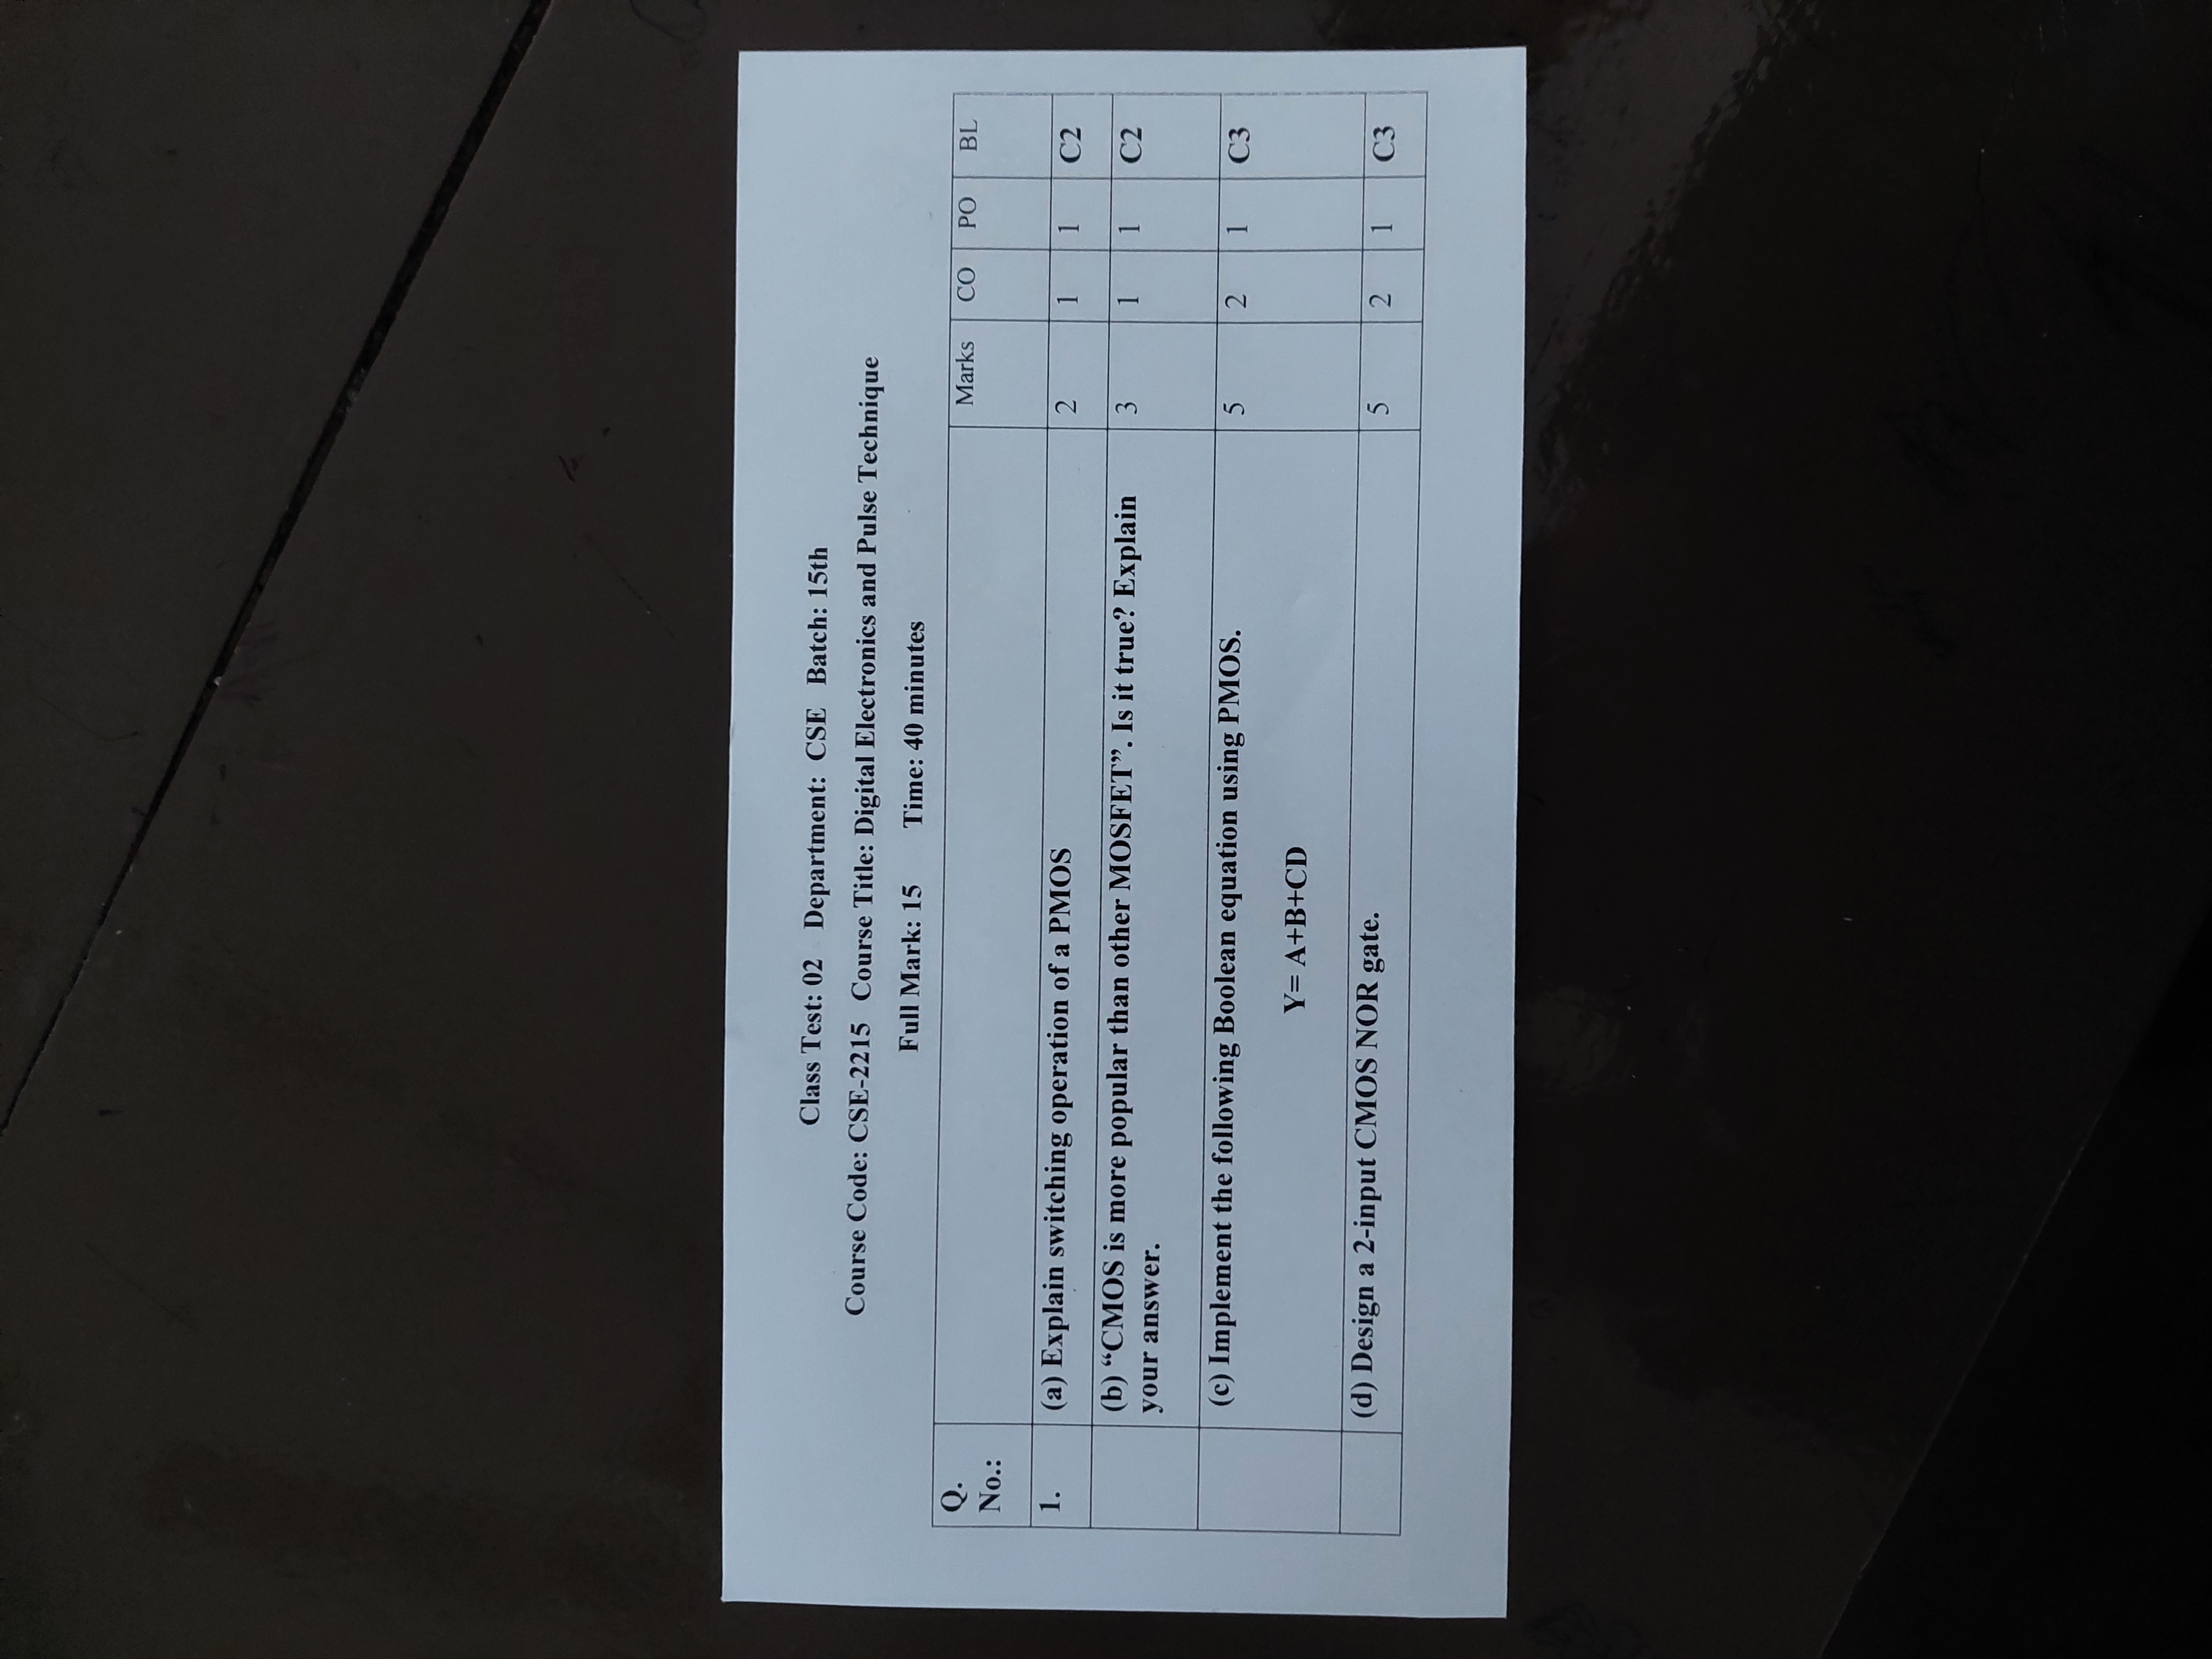 Class Test: 02 Department: CSE Batch: 15th
Course Code: CSE-2215 Course Title: Digital Electronics and Pulse Technique
Full Mark: 15 Time: 40 minutes
Q. No.: Marks CO PO BL
1. (a) Explain switching operation of a PMOS 2 1 1 C2
(b) “CMOS is more popular than other MOSFET”. Is it true? Explain 3 1 1 C2
your answer.
(c) Implement the following Boolean equation using PMOS. 5 2 1 C3
Y= A+B+CD
(d) Design a 2-input CMOS NOR gate. 5 2 1 C3